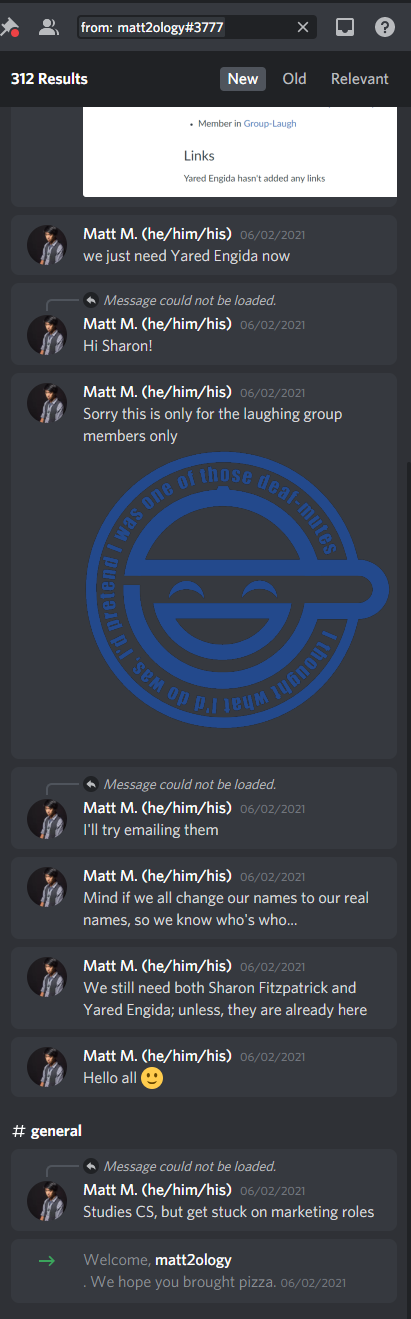 from: matt2ology#3777
312 Results New Old Relevant
• Member in Group-Laugh
Links
Yared Engida hasn't added any links
Matt M. (he/him/his) 06/02/2021
we just need Yared Engida now
Message could not be loaded.
Matt M. (he/him/his) 06/02/2021
Hi Sharon!
Matt M. (he/him/his) 06/02/2021
Sorry this is only for the laughing group
members only
I thought what I'd do was, I'd pretend I was one of those deaf-mutes
Message could not be loaded.
Matt M. (he/him/his) 06/02/2021
I'll try emailing them
Matt M. (he/him/his) 06/02/2021
Mind if we all change our names to our real
names, so we know who's who...
Matt M. (he/him/his) 06/02/2021
We still need both Sharon Fitzpatrick and
Yared Engida; unless, they are already here
Matt M. (he/him/his) 06/02/2021
Hello all 🙂
# general
Message could not be loaded.
Matt M. (he/him/his) 06/02/2021
Studies CS, but get stuck on marketing roles
Welcome, matt2ology
. We hope you brought pizza. 06/02/2021